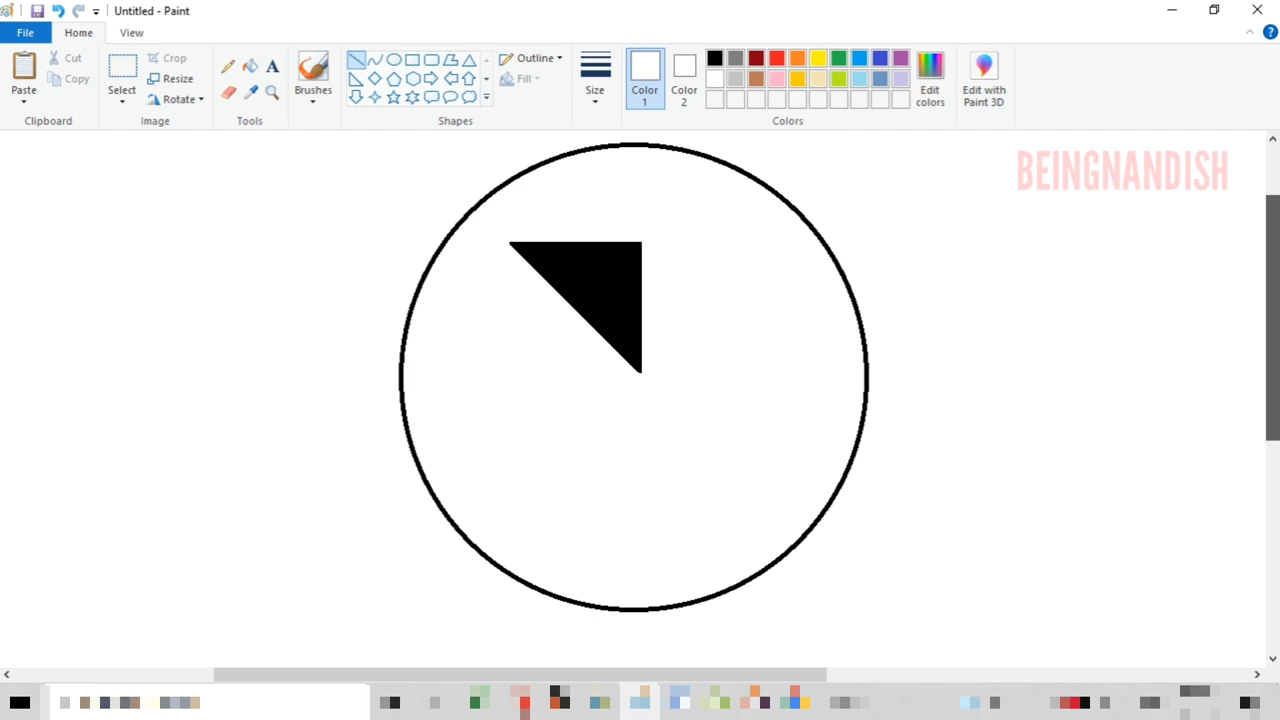 Untitled - Paint
File Home View
Paste
Cut
Copy
Clipboard
Select
Crop
Resize
Rotate
Image
Tools
Brushes
Outline
Fill
Shapes
Size
Color 1
Color 2
Edit colors
Edit with Paint 3D
Colors
BEINGNANDISH